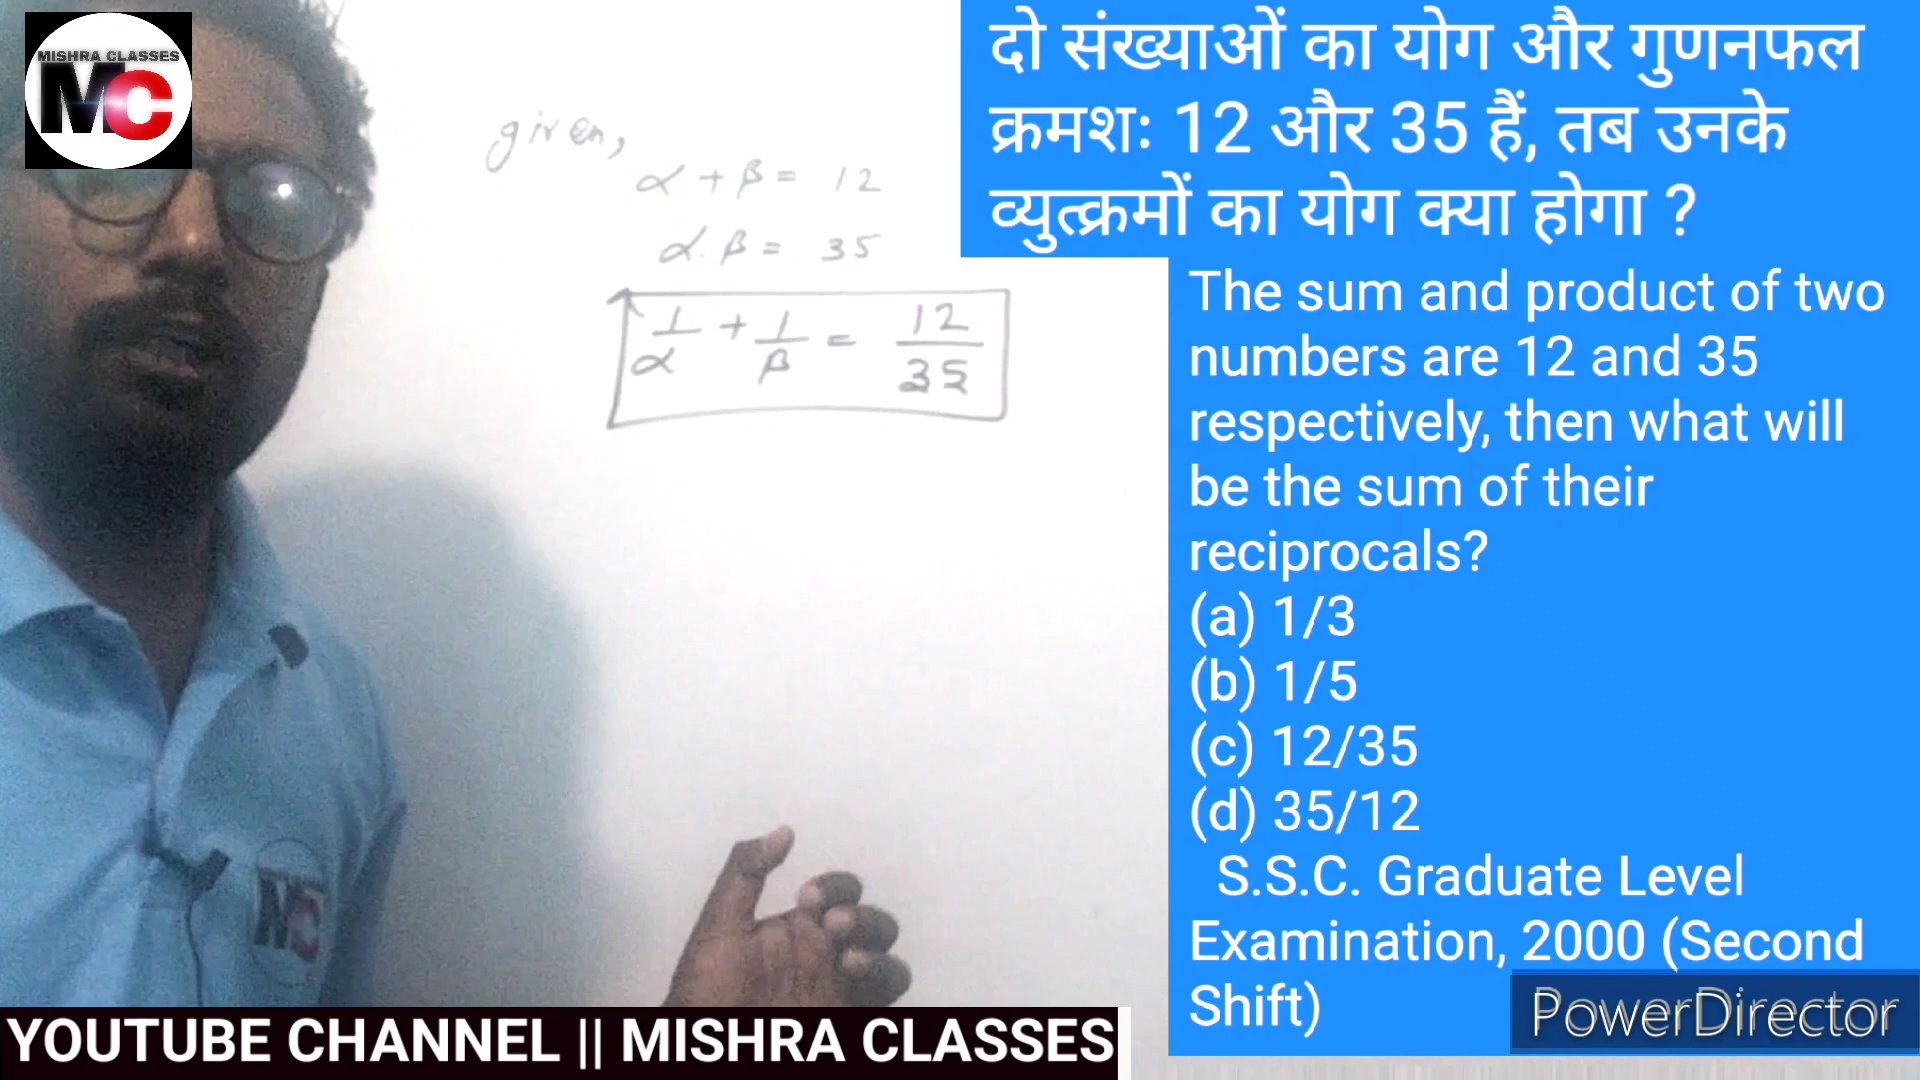 MISHRA CLASSES
MC
given,
α + β = 12
α . β = 35
1/α + 1/β = 12/35
दो संख्याओं का योग और गुणनफल
क्रमशः 12 और 35 हैं, तब उनके
व्युत्क्रमों का योग क्या होगा ?
The sum and product of two
numbers are 12 and 35
respectively, then what will
be the sum of their
reciprocals?
(a) 1/3
(b) 1/5
(c) 12/35
(d) 35/12
S.S.C. Graduate Level
Examination, 2000 (Second
Shift)
MC
PowerDirector
YOUTUBE CHANNEL || MISHRA CLASSES